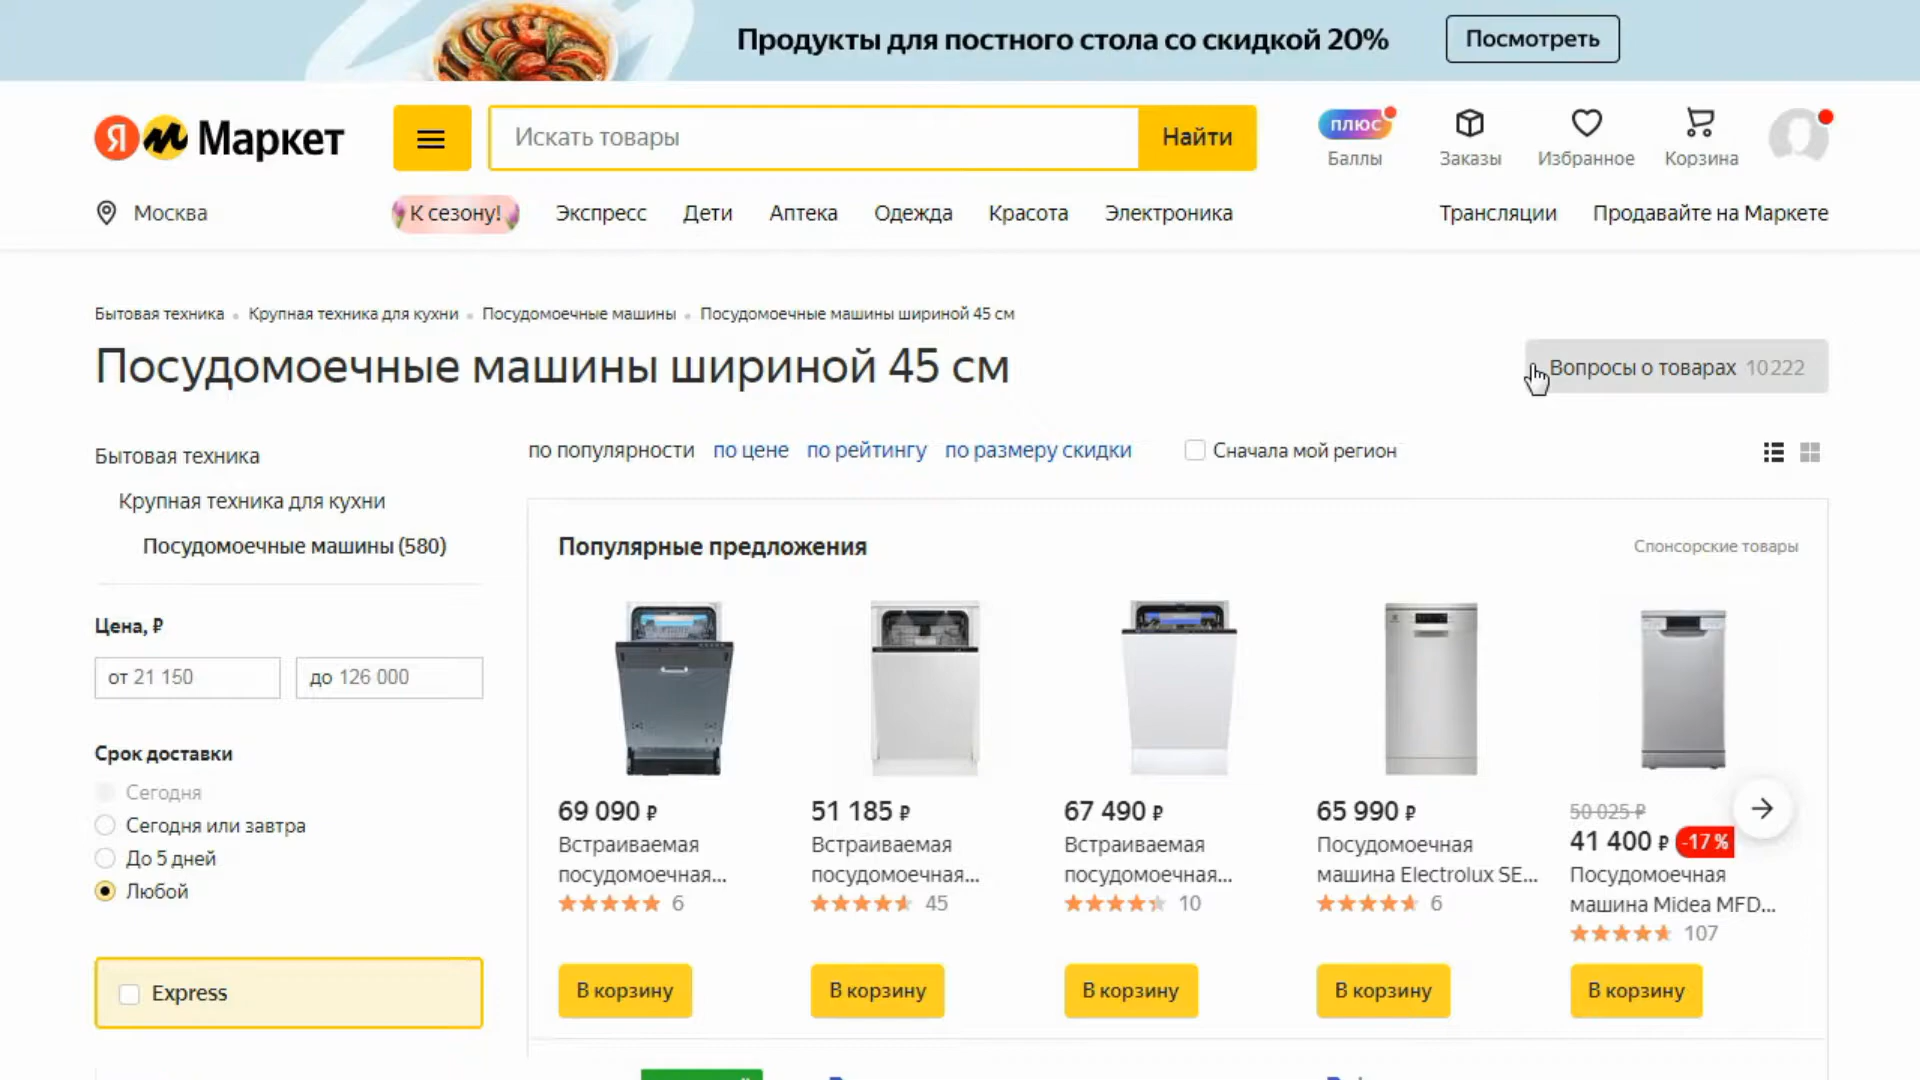 Продукты для постного стола со скидкой 20%
Посмотреть
Я м Маркет
Искать товары
Найти
плюс
Баллы
Заказы
Избранное
Корзина
Москва
К сезону!
Экспресс
Дети
Аптека
Одежда
Красота
Электроника
Трансляции
Продавайте на Маркете
Бытовая техника
Крупная техника для кухни
Посудомоечные машины
Посудомоечные машины шириной 45 см
Посудомоечные машины шириной 45 см
Вопросы о товарах 10222
Бытовая техника
Крупная техника для кухни
Посудомоечные машины (580)
Цена, ₽
от 21 150
до 126 000
Срок доставки
Сегодня
Сегодня или завтра
До 5 дней
Любой
Express
по популярности
по цене
по рейтингу
по размеру скидки
Сначала мой регион
Популярные предложения
Спонсорские товары
69 090 ₽
Встраиваемая
посудомоечная...
6
В корзину
51 185 ₽
Встраиваемая
посудомоечная...
45
В корзину
67 490 ₽
Встраиваемая
посудомоечная...
10
В корзину
65 990 ₽
Посудомоечная
машина Electrolux SE...
6
В корзину
50 025 ₽
41 400 ₽ -17 %
Посудомоечная
машина Midea MFD...
107
В корзину